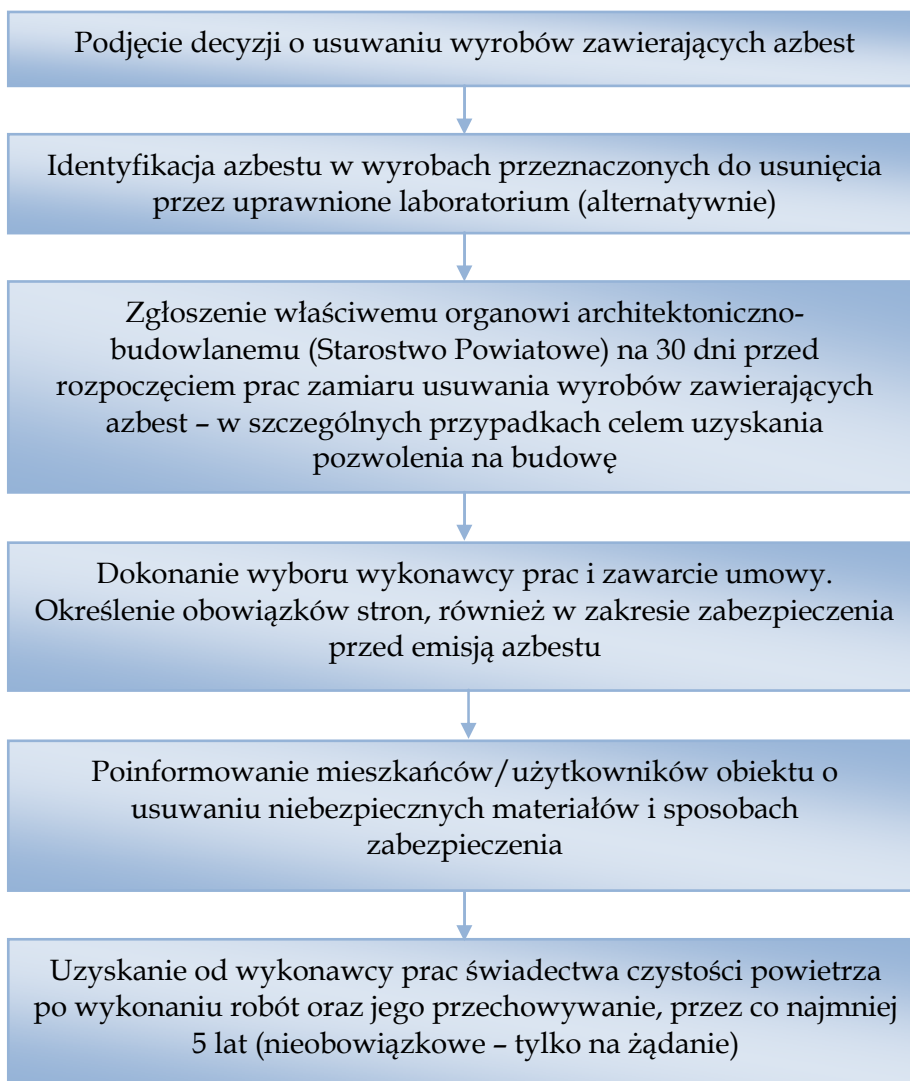 Podjęcie decyzji o usuwaniu wyrobów zawierających azbest
Identyfikacja azbestu w wyrobach przeznaczonych do usunięcia
przez uprawnione laboratorium (alternatywnie)
Zgłoszenie właściwemu organowi architektoniczno-
budowlanemu (Starostwo Powiatowe) na 30 dni przed
rozpoczęciem prac zamiaru usuwania wyrobów zawierających
azbest – w szczególnych przypadkach celem uzyskania
pozwolenia na budowę
Dokonanie wyboru wykonawcy prac i zawarcie umowy.
Określenie obowiązków stron, również w zakresie zabezpieczenia
przed emisją azbestu
Poinformowanie mieszkańców/użytkowników obiektu o
usuwaniu niebezpiecznych materiałów i sposobach
zabezpieczenia
Uzyskanie od wykonawcy prac świadectwa czystości powietrza
po wykonaniu robót oraz jego przechowywanie, przez co najmniej
5 lat (nieobowiązkowe – tylko na żądanie)